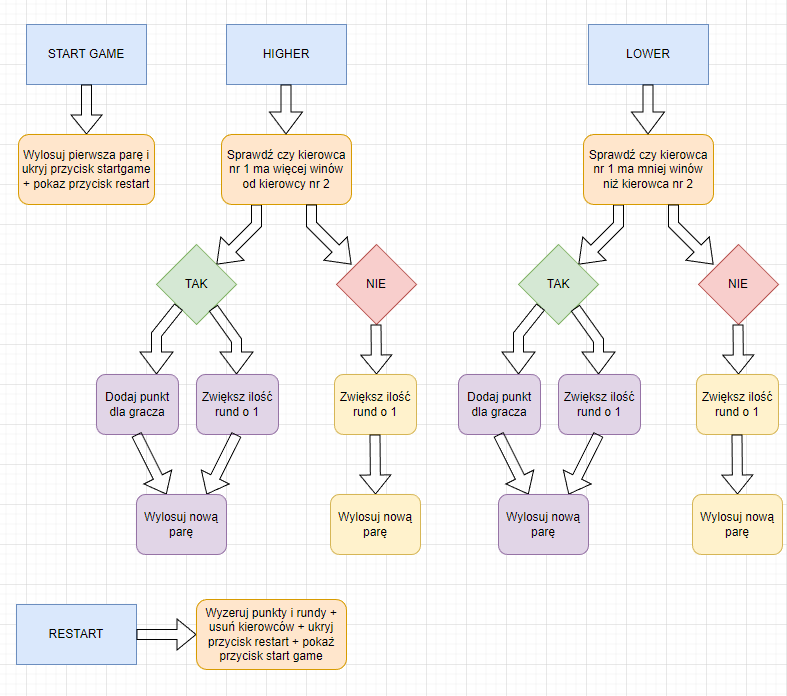 START GAME
HIGHER
LOWER
Wylosuj pierwsza parę i
ukryj przycisk startgame
+ pokaz przycisk restart
Sprawdź czy kierowca
nr 1 ma więcej winów
od kierowcy nr 2
Sprawdź czy kierowca
nr 1 ma mniej winów
niż kierowca nr 2
TAK
NIE
TAK
NIE
Dodaj punkt
dla gracza
Zwiększ ilość
rund o 1
Zwiększ ilość
rund o 1
Dodaj punkt
dla gracza
Zwiększ ilość
rund o 1
Zwiększ ilość
rund o 1
Wylosuj nową
parę
Wylosuj nową
parę
Wylosuj nową
parę
Wylosuj nową
parę
RESTART
Wyzeruj punkty i rundy +
usuń kierowców + ukryj
przycisk restart + pokaż
przycisk start game